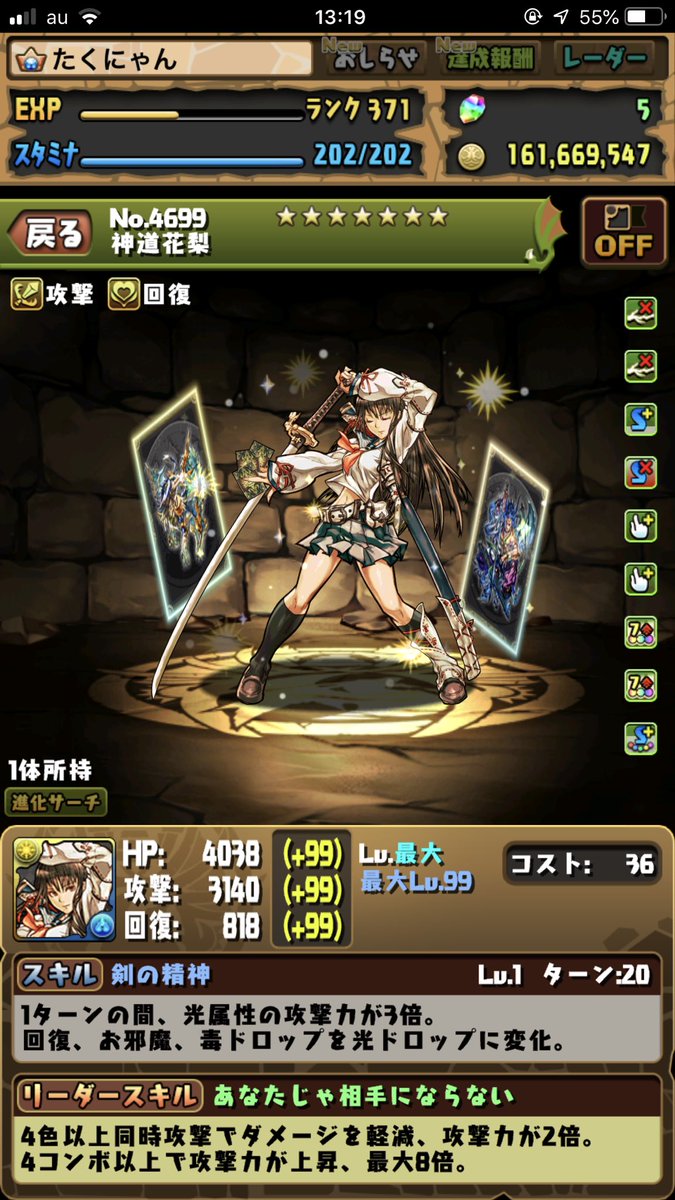 au 13:19 55%
たくにゃん New おしらせ New 達成報酬 レーダー
EXP ランク371 5
スタミナ 202/202 161,669,547
戻る No.4699 ★★★★★★★ OFF
神道花梨
攻撃 回復
1体所持
進化サーチ
HP: 4038 (+99) Lv.最大 コスト: 36
攻撃: 3140 (+99) 最大Lv.99
回復: 818 (+99)
スキル 剣の精神 Lv.1 ターン:20
1ターンの間、光属性の攻撃力が3倍。
回復、お邪魔、毒ドロップを光ドロップに変化。
リーダースキル あなたじゃ相手にならない
4色以上同時攻撃でダメージを軽減、攻撃力が2倍。
4コンボ以上で攻撃力が上昇、最大8倍。